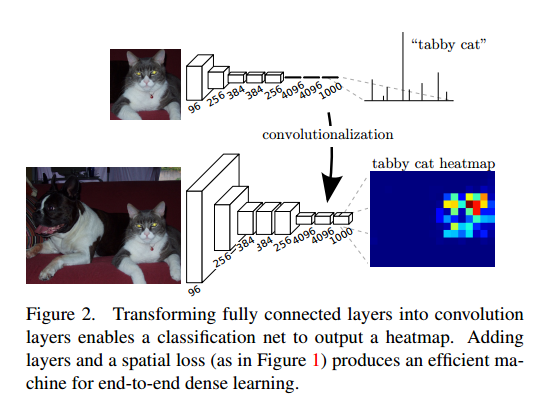 "tabby cat"
96
256
384
384
256
4096
4096
1000
convolutionalization
tabby cat heatmap
96
256
384
384
256
4096
4096
1000
Figure 2. Transforming fully connected layers into convolution
layers enables a classification net to output a heatmap. Adding
layers and a spatial loss (as in Figure 1) produces an efficient ma-
chine for end-to-end dense learning.